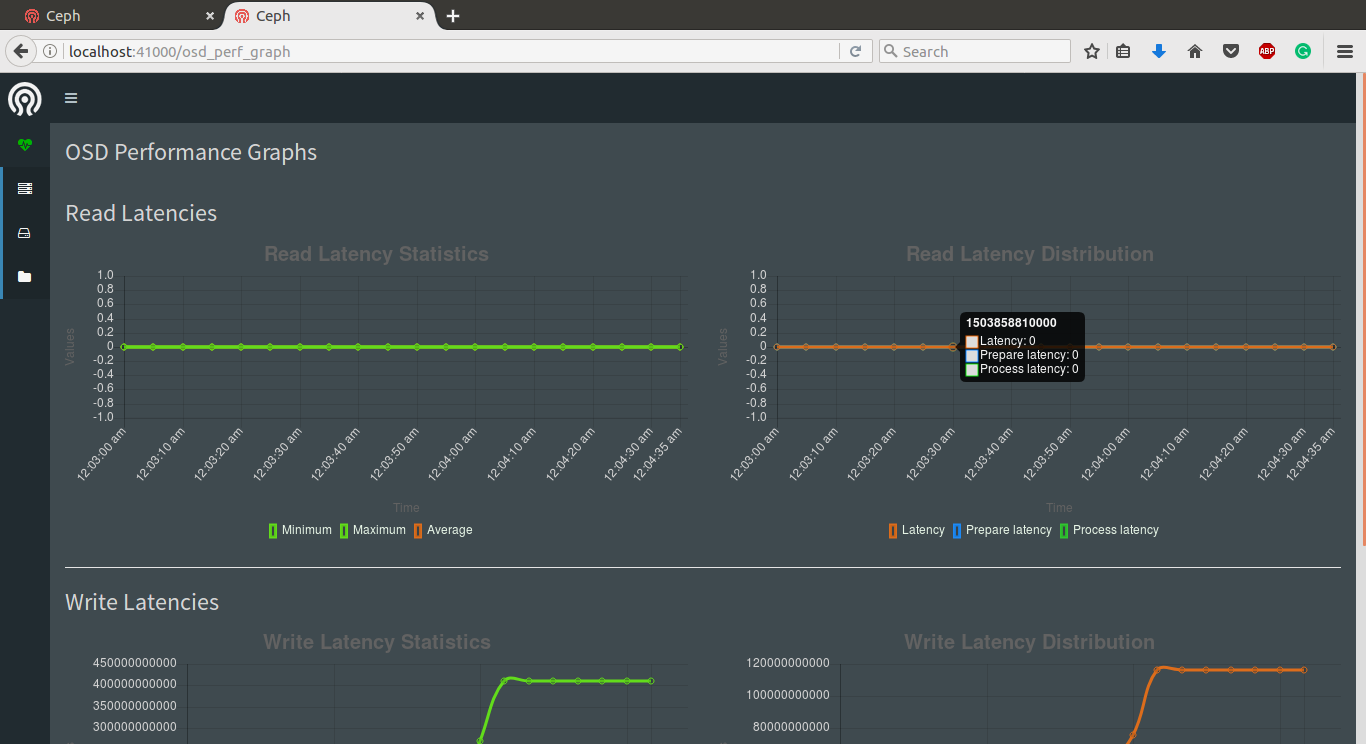 Ceph
Ceph
localhost:41000/osd_perf_graph
Search
ABP
G
OSD Performance Graphs
Read Latencies
Read Latency Statistics
1.0
0.8
0.6
0.4
0.2
0
-0.2
-0.4
-0.6
-0.8
-1.0
Values
12:03:00 am
12:03:10 am
12:03:20 am
12:03:30 am
12:03:40 am
12:03:50 am
12:04:00 am
12:04:10 am
12:04:20 am
12:04:30 am
12:04:35 am
Time
Minimum Maximum Average
Read Latency Distribution
1.0
0.8
0.6
0.4
0.2
0
-0.2
-0.4
-0.6
-0.8
-1.0
Values
1503858810000
Latency: 0
Prepare latency: 0
Process latency: 0
12:03:00 am
12:03:10 am
12:03:20 am
12:03:30 am
12:03:40 am
12:03:50 am
12:04:00 am
12:04:10 am
12:04:20 am
12:04:30 am
12:04:35 am
Time
Latency Prepare latency Process latency
Write Latencies
Write Latency Statistics
450000000000
400000000000
350000000000
300000000000
Write Latency Distribution
120000000000
100000000000
80000000000